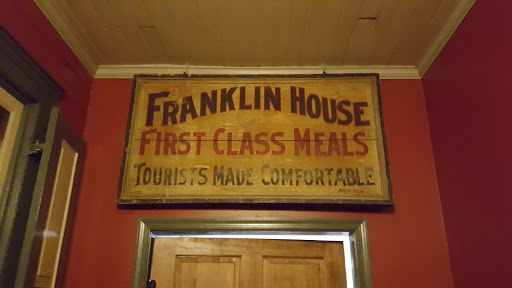 FRANKLIN HOUSE
FIRST CLASS MEALS
TOURISTS MADE COMFORTABLE